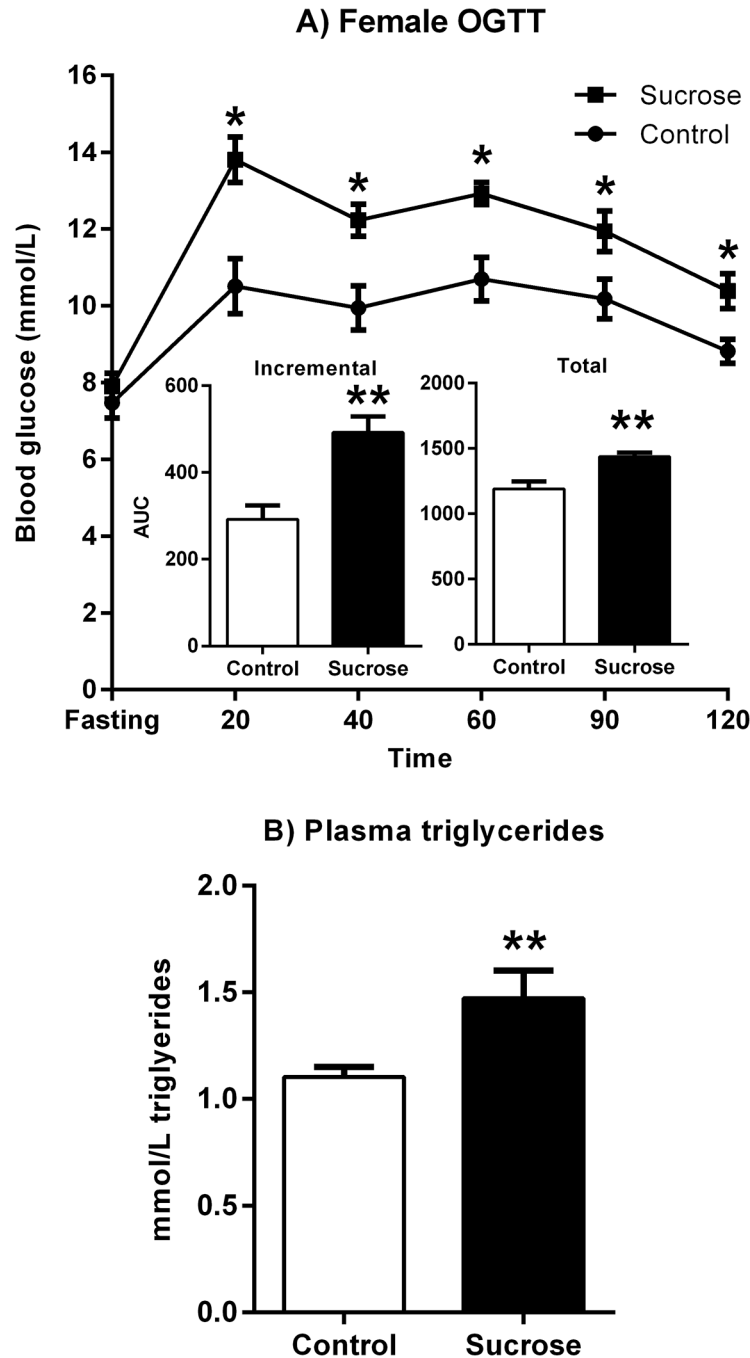 A) Female OGTT
16
14
12
10
8
6
4
2
0
Blood glucose (mmol/L)
Sucrose
Control
*
*
*
*
*
Incremental
600
400
200
0
AUC
**
Control Sucrose
Total
2000
1500
1000
500
0
**
Control Sucrose
Fasting 20 40 60 90 120
Time
B) Plasma triglycerides
2.0
1.5
1.0
0.5
0.0
mmol/L triglyerides
**
Control Sucrose